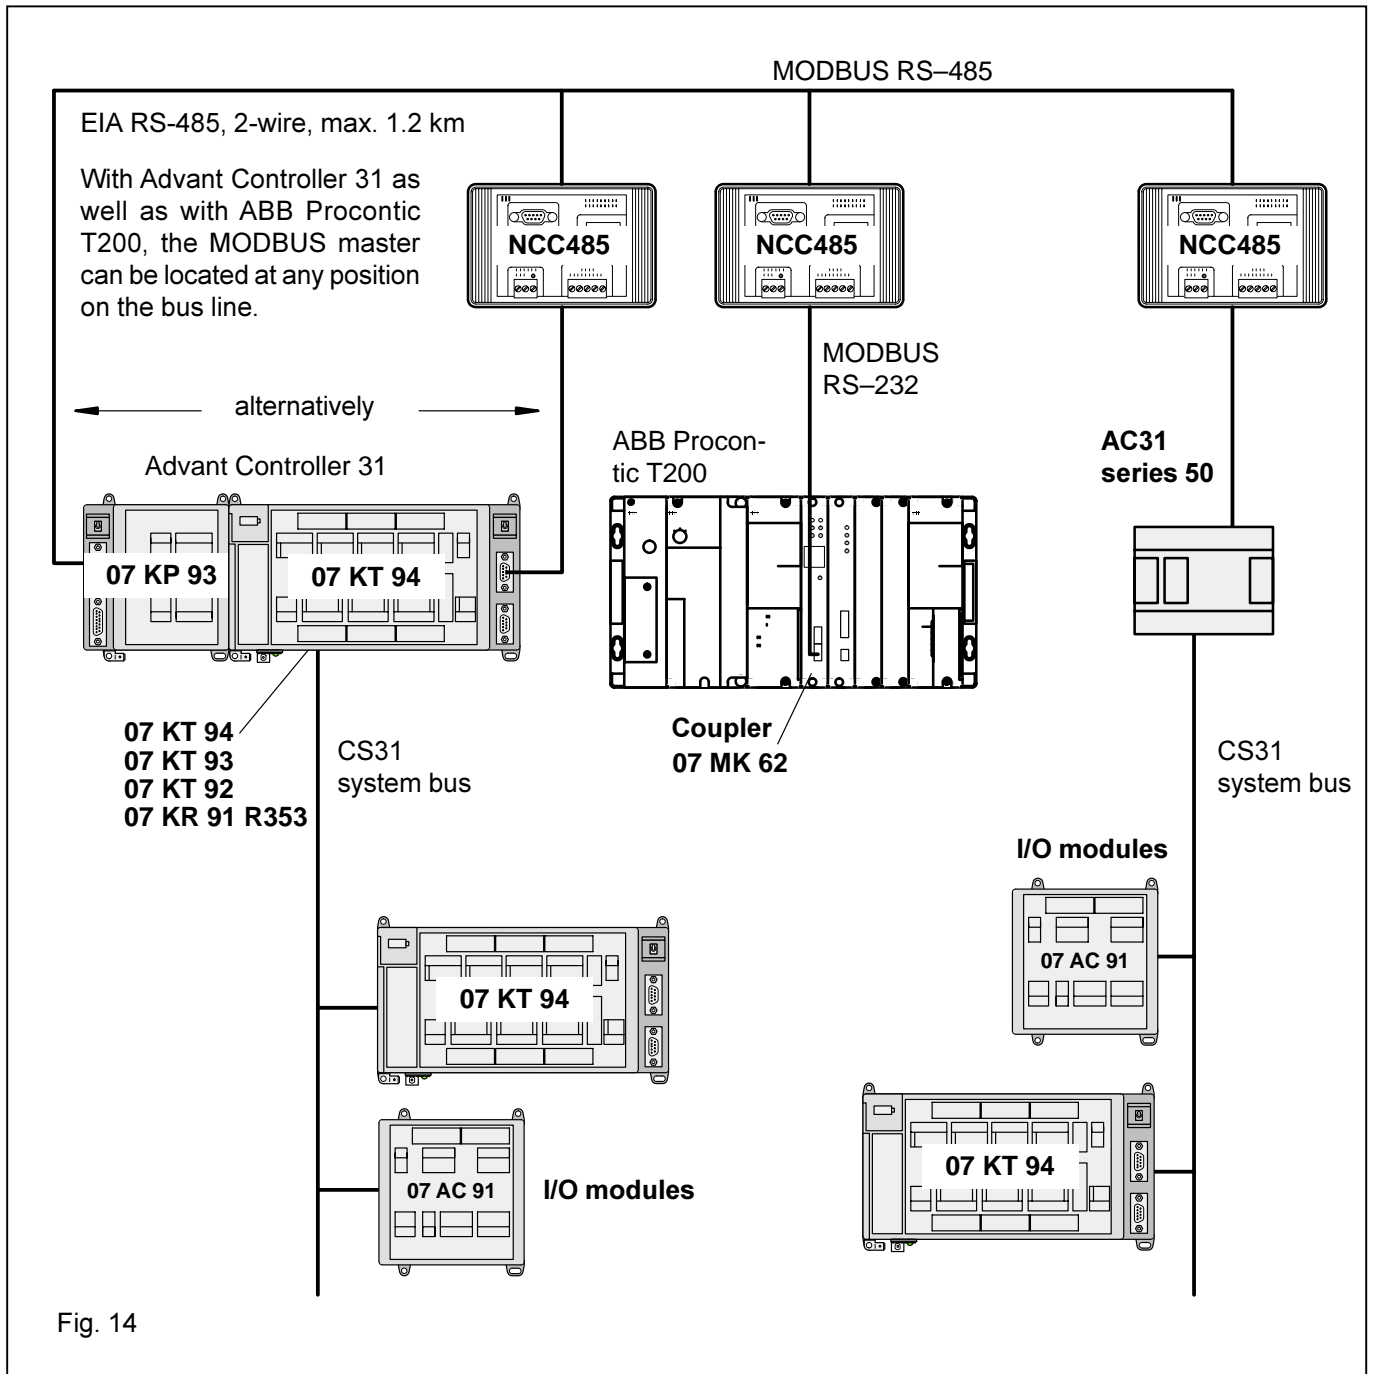 MODBUS RS–485
EIA RS-485, 2-wire, max. 1.2 km
With Advant Controller 31 as
well as with ABB Procontic
T200, the MODBUS master
can be located at any position
on the bus line.
NCC485
NCC485
NCC485
MODBUS
RS–232
alternatively
Advant Controller 31
ABB Procon-
tic T200
AC31
series 50
07 KP 93
07 KT 94
07 KT 94
07 KT 93
07 KT 92
07 KR 91 R353
CS31
system bus
Coupler
07 MK 62
CS31
system bus
I/O modules
07 AC 91
07 KT 94
07 KT 94
07 AC 91
I/O modules
Fig. 14